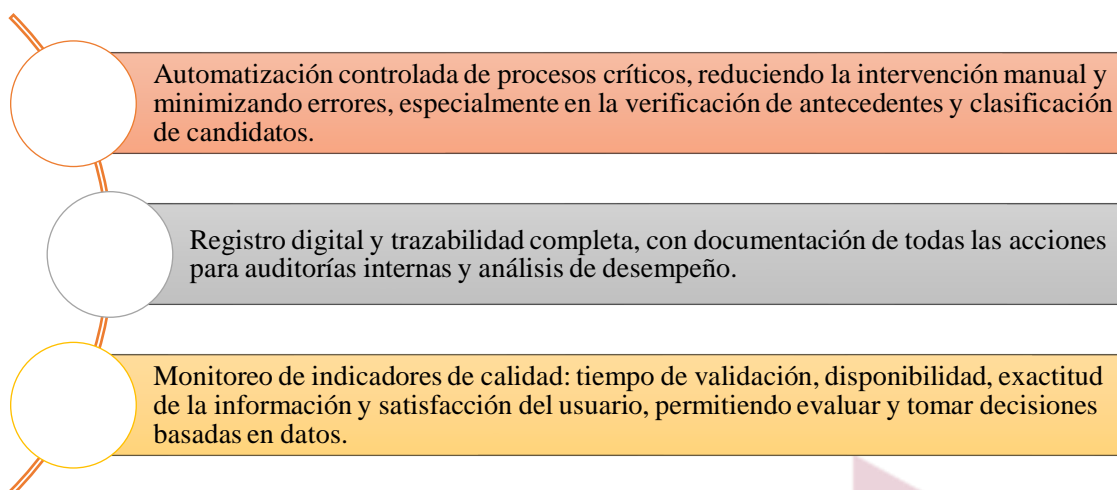 Automatización controlada de procesos críticos, reduciendo la intervención manual y
minimizando errores, especialmente en la verificación de antecedentes y clasificación
de candidatos.
Registro digital y trazabilidad completa, con documentación de todas las acciones
para auditorías internas y análisis de desempeño.
Monitoreo de indicadores de calidad: tiempo de validación, disponibilidad, exactitud
de la información y satisfacción del usuario, permitiendo evaluar y tomar decisiones
basadas en datos.